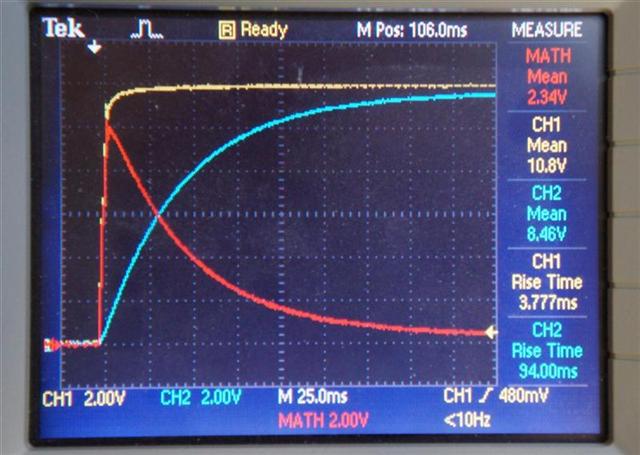 Tek R Ready M Pos: 106.0ms MEASURE
MATH
Mean
2.34V
CH1
Mean
10.8V
CH2
Mean
8.46V
CH1
Rise Time
3.777ms
CH2
Rise Time
94.00ms
CH1 2.00V CH2 2.00V M 25.0ms CH1 / 480mV
MATH 2.00V <10Hz